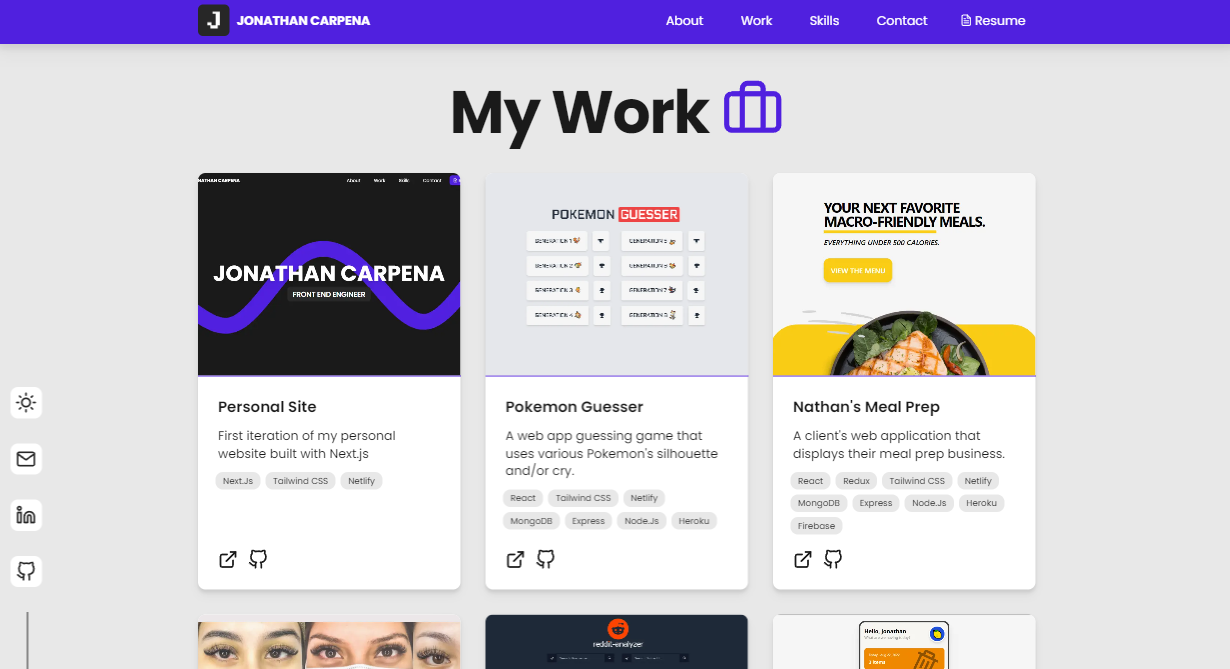 J JONATHAN CARPENA
About Work Skills Contact Resume
My Work
JONATHAN CARPENA
About Work Skills Contact
JONATHAN CARPENA
FRONT END ENGINEER
Personal Site
First iteration of my personal
website built with Next.js
Next.Js Tailwind CSS Netlify
POKEMON GUESSER
GENERATION 1 GENERATION 5
GENERATION 2 GENERATION 6
GENERATION 3 GENERATION 7
GENERATION 4 GENERATION 8
Pokemon Guesser
A web app guessing game that
uses various Pokemon's silhouette
and/or cry.
React Tailwind CSS Netlify
MongoDB Express Node.Js Heroku
YOUR NEXT FAVORITE
MACRO-FRIENDLY MEALS.
EVERYTHING UNDER 500 CALORIES.
VIEW THE MENU
Nathan's Meal Prep
A client's web application that
displays their meal prep business.
React Redux Tailwind CSS Netlify
MongoDB Express Node.Js Heroku
Firebase
reddit-analyzer
Hello, Jonathan
3 items